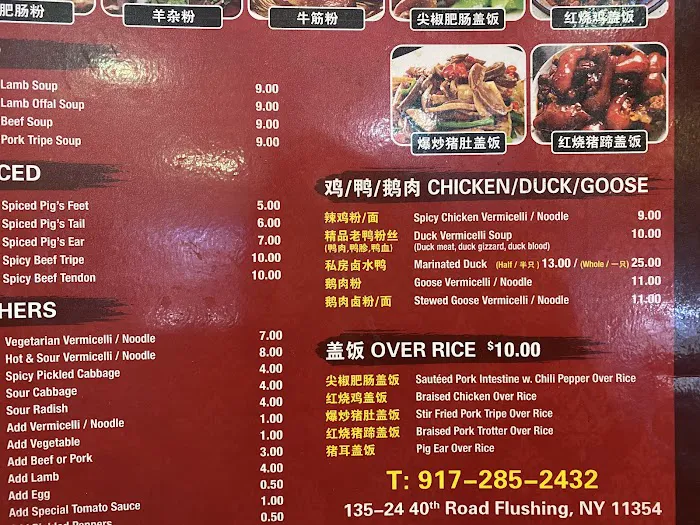 肥肠粉
羊杂粉
牛筋粉
尖椒肥肠盖饭
红烧鸡盖饭
爆炒猪肚盖饭
红烧猪蹄盖饭
Lamb Soup 9.00
Lamb Offal Soup 9.00
Beef Soup 9.00
Pork Tripe Soup 9.00
CED
Spiced Pig's Feet 5.00
Spiced Pig's Tail 6.00
Spiced Pig's Ear 7.00
Spicy Beef Tripe 10.00
Spicy Beef Tendon 10.00
HERS
Vegetarian Vermicelli / Noodle 7.00
Hot & Sour Vermicelli / Noodle 8.00
Spicy Pickled Cabbage 4.00
Sour Cabbage 4.00
Sour Radish 4.00
Add Vermicelli / Noodle 1.00
Add Vegetable 1.00
Add Beef or Pork 3.00
Add Lamb 4.00
Add Egg 0.50
Add Special Tomato Sauce 1.00
0.50
鸡/鸭/鹅肉 CHICKEN/DUCK/GOOSE
辣鸡粉/面 Spicy Chicken Vermicelli / Noodle 9.00
精品老鸭粉丝 Duck Vermicelli Soup 10.00
(鸭肉,鸭胗,鸭血) (Duck meat, duck gizzard, duck blood)
私房卤水鸭 Marinated Duck (Half / 半只) 13.00 / (Whole / 一只) 25.00
鹅肉粉 Goose Vermicelli / Noodle 11.00
鹅肉卤粉/面 Stewed Goose Vermicelli / Noodle 11.00
盖饭 OVER RICE $10.00
尖椒肥肠盖饭 Sautéed Pork Intestine w. Chili Pepper Over Rice
红烧鸡盖饭 Braised Chicken Over Rice
爆炒猪肚盖饭 Stir Fried Pork Tripe Over Rice
红烧猪蹄盖饭 Braised Pork Trotter Over Rice
猪耳盖饭 Pig Ear Over Rice
T: 917-285-2432
135-24 40th Road Flushing, NY 11354